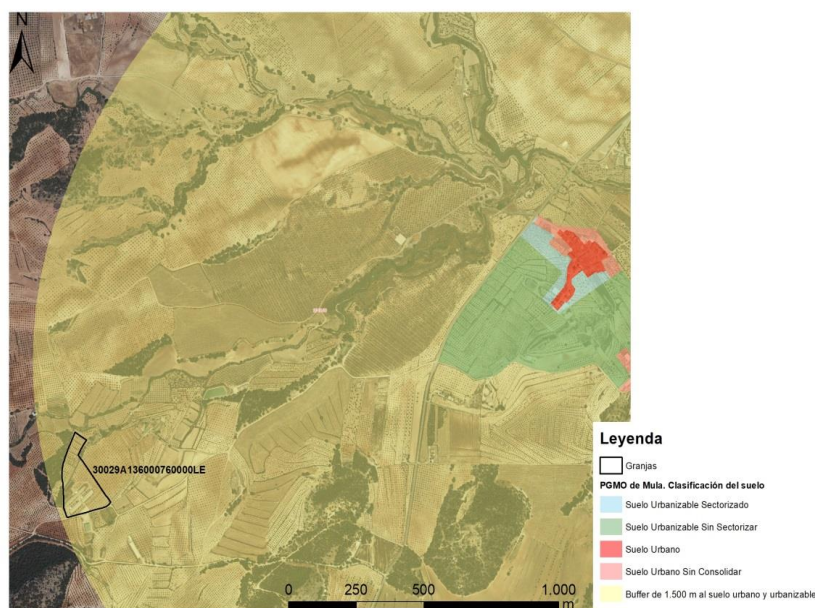 N
30029A136000760000LE
0 250 500 1.000
m
Leyenda
Granjas
PGMO de Mula. Clasificación del suelo
Suelo Urbanizable Sectorizado
Suelo Urbanizable Sin Sectorizar
Suelo Urbano
Suelo Urbano Sin Consolidar
Buffer de 1.500 m al suelo urbano y urbanizable